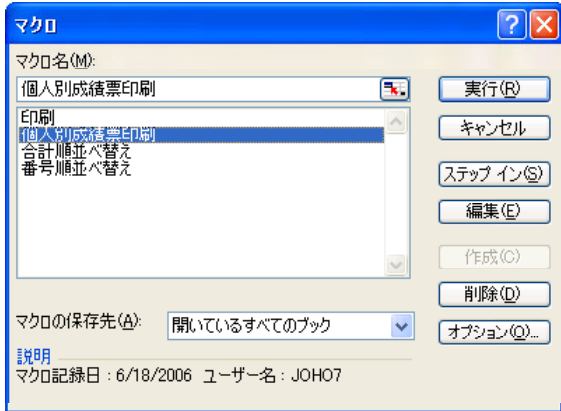 マクロ
マクロ名(M):
個人別成績票印刷
実行(R)
印刷
個人別成績票印刷
合計順並べ替え
番号順並べ替え
キャンセル
ステップ イン(S)
編集(E)
作成(C)
削除(D)
マクロの保存先(A): 開いているすべてのブック
オプション(O)...
説明
マクロ記録日 : 6/18/2006 ユーザー名 : JOHO7